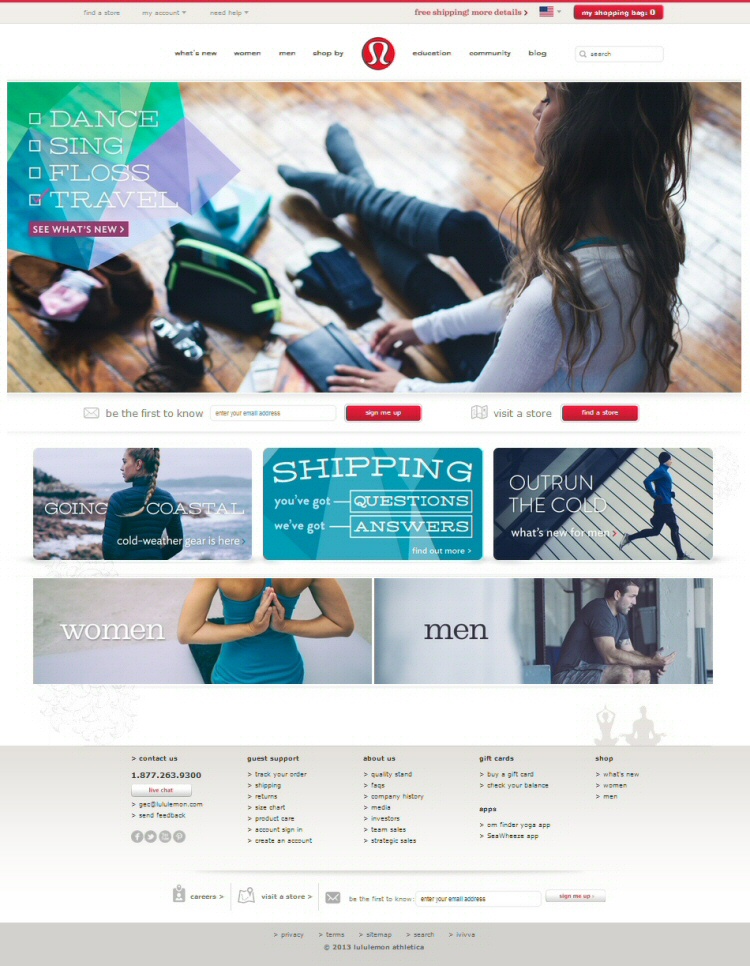 find a store my account need help free shipping! more details > my shopping bag: 0
what's new women men shop by education community blog search
DANCE
SING
FLOSS
TRAVEL
SEE WHAT'S NEW >
be the first to know enter your email address sign me up visit a store find a store
GOING COASTAL
cold-weather gear is here >
SHIPPING
you've got QUESTIONS
we've got ANSWERS
find out more >
OUTRUN
THE COLD
what's new for men >
women
men
> contact us
1.877.263.9300
live chat
> gec@lululemon.com
> send feedback
guest support
> track your order
> shipping
> returns
> size chart
> product care
> account sign in
> create an account
about us
> quality stand
> faqs
> company history
> media
> investors
> team sales
> strategic sales
gift cards
> buy a gift card
> check your balance
apps
> om finder yoga app
> SeaWheeze app
shop
> what's new
> women
> men
careers > visit a store > be the first to know: enter your email address sign me up >
> privacy > terms > sitemap > search > ivivva
© 2013 lululemon athletica